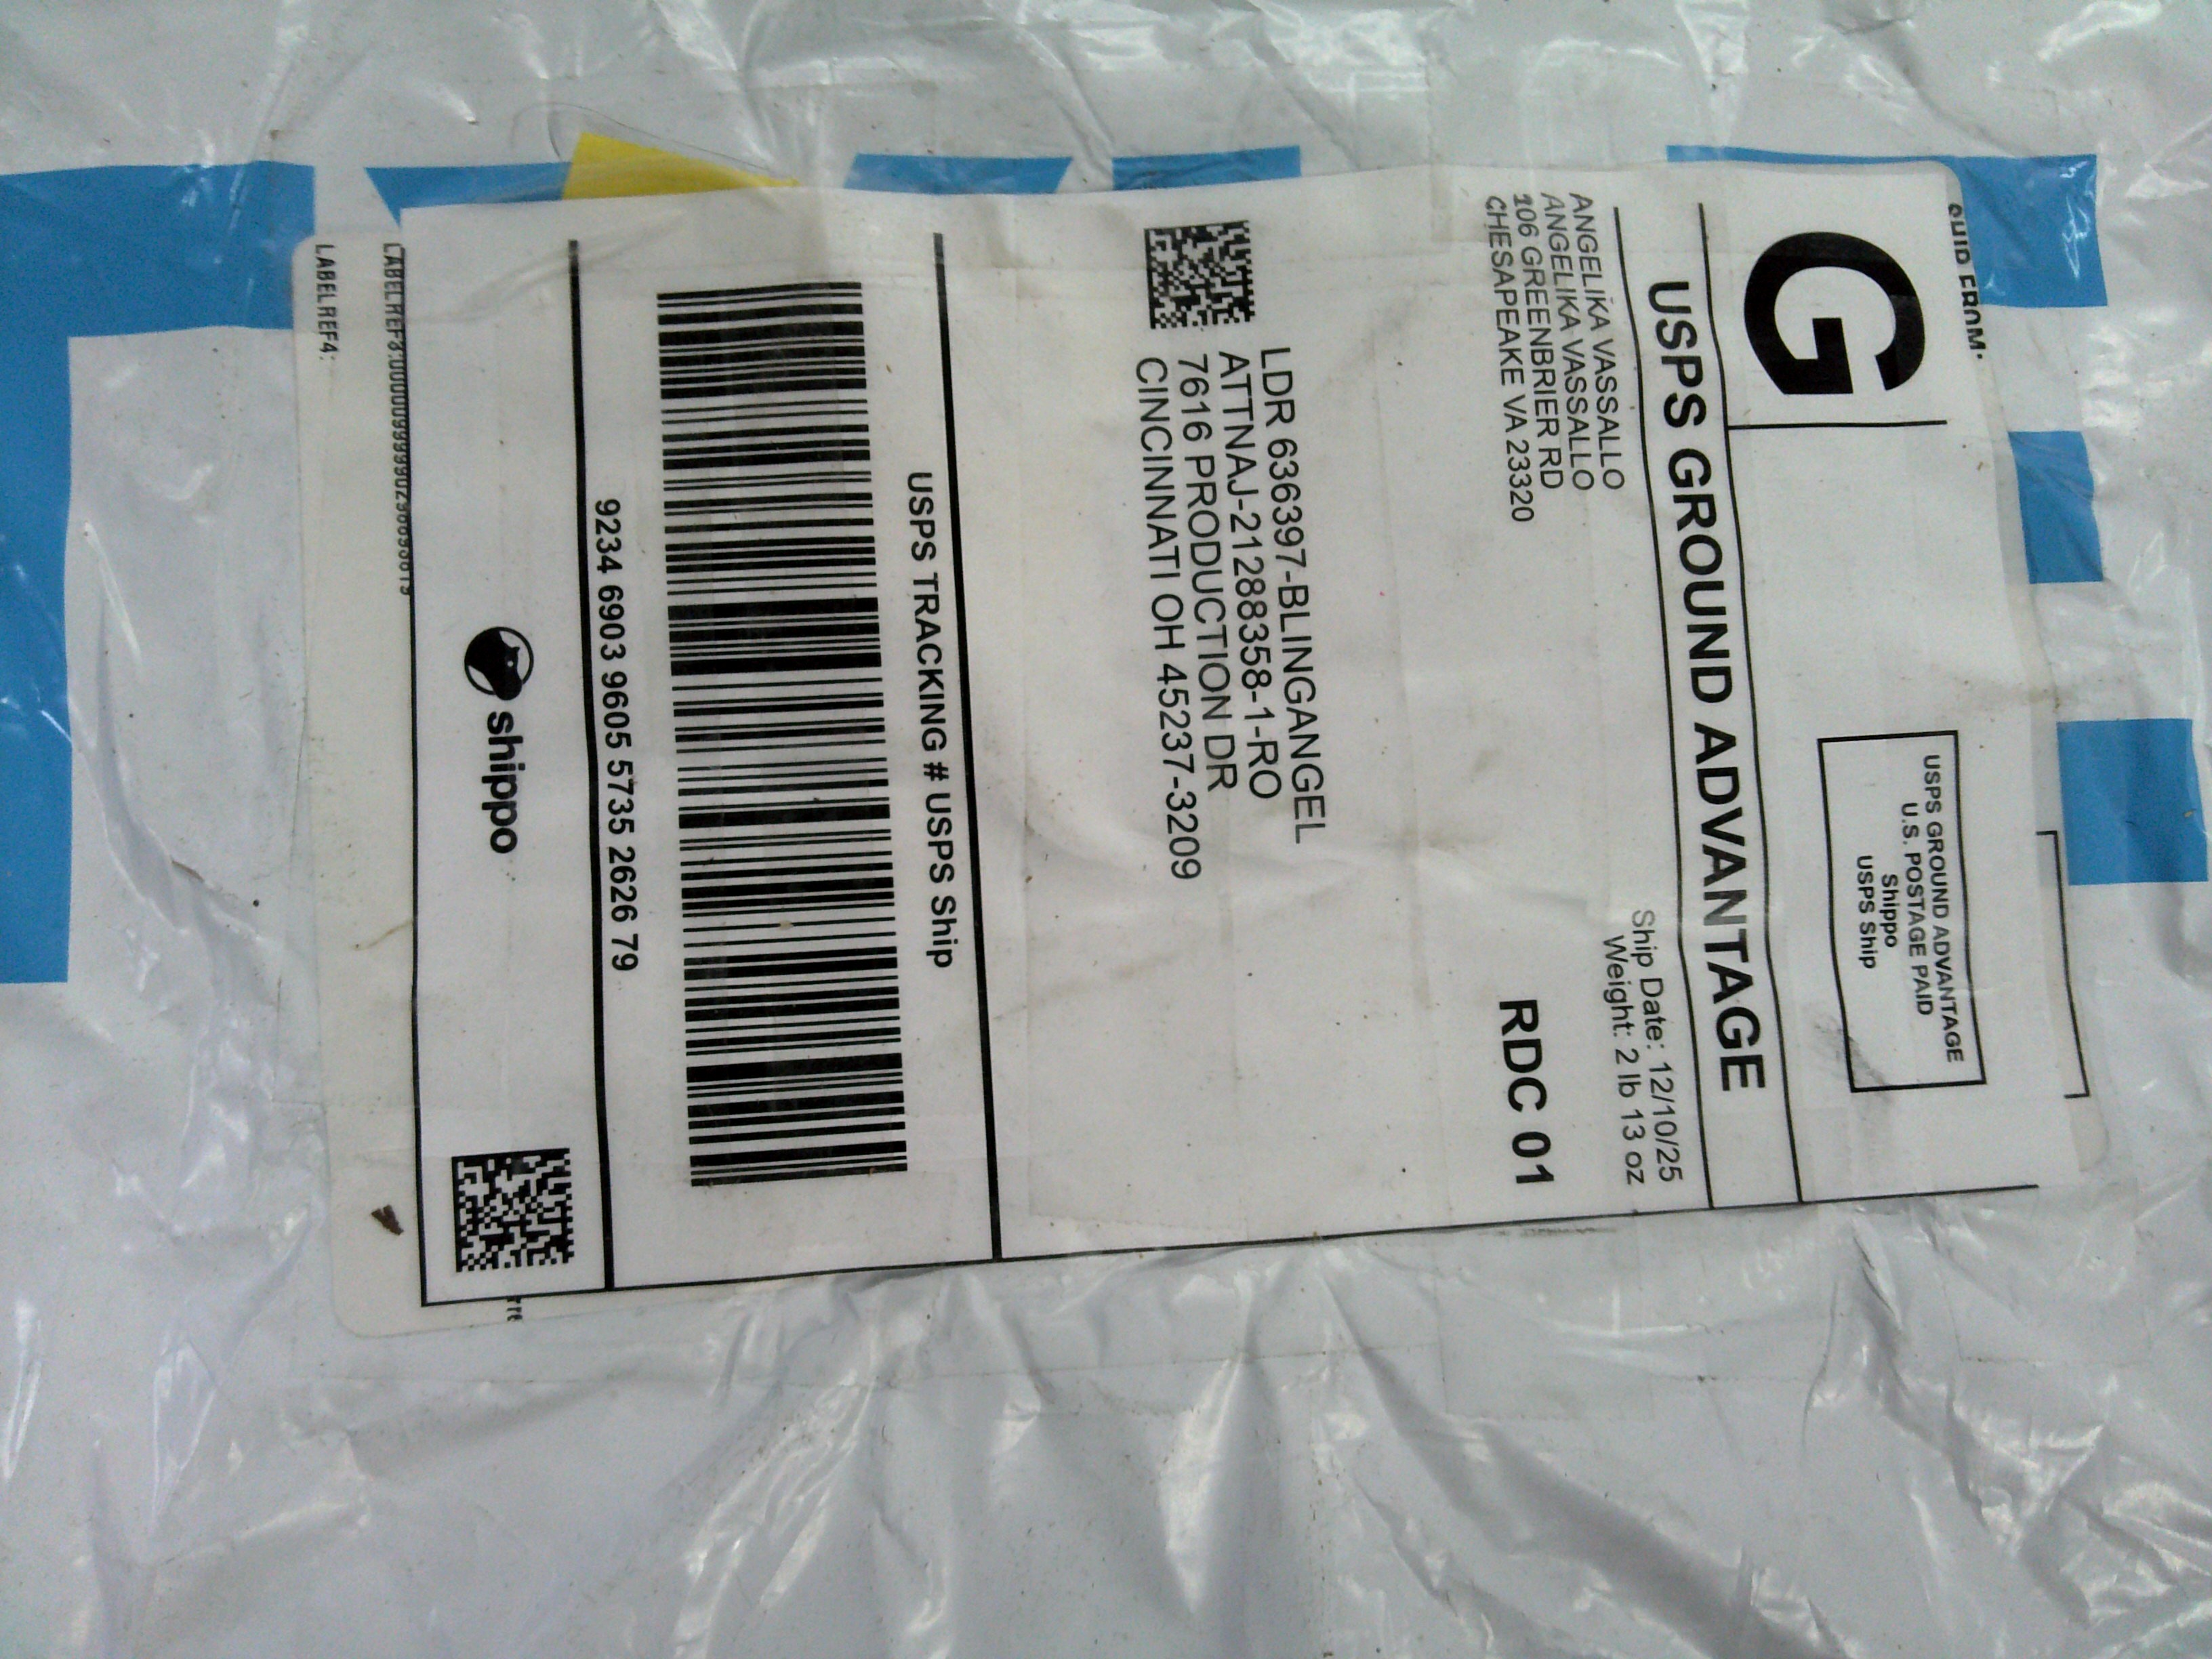 SHIP FROM:
G
USPS GROUND ADVANTAGE
U.S. POSTAGE PAID
Shippo
USPS Ship
USPS GROUND ADVANTAGE
ANGELIKA VASSALLO
ANGELIKA VASSALLO
106 GREENBRIER RD
CHESAPEAKE VA 23320
Ship Date: 12/10/25
Weight: 2 lb 13 oz
RDC 01
LDR 636397-BLINGANGEL
ATTNAJ-21288358-1-RO
7616 PRODUCTION DR
CINCINNATI OH 45237-3209
USPS TRACKING # USPS Ship
9234 6903 9605 5735 2626 79
shippo
LABELREF4: